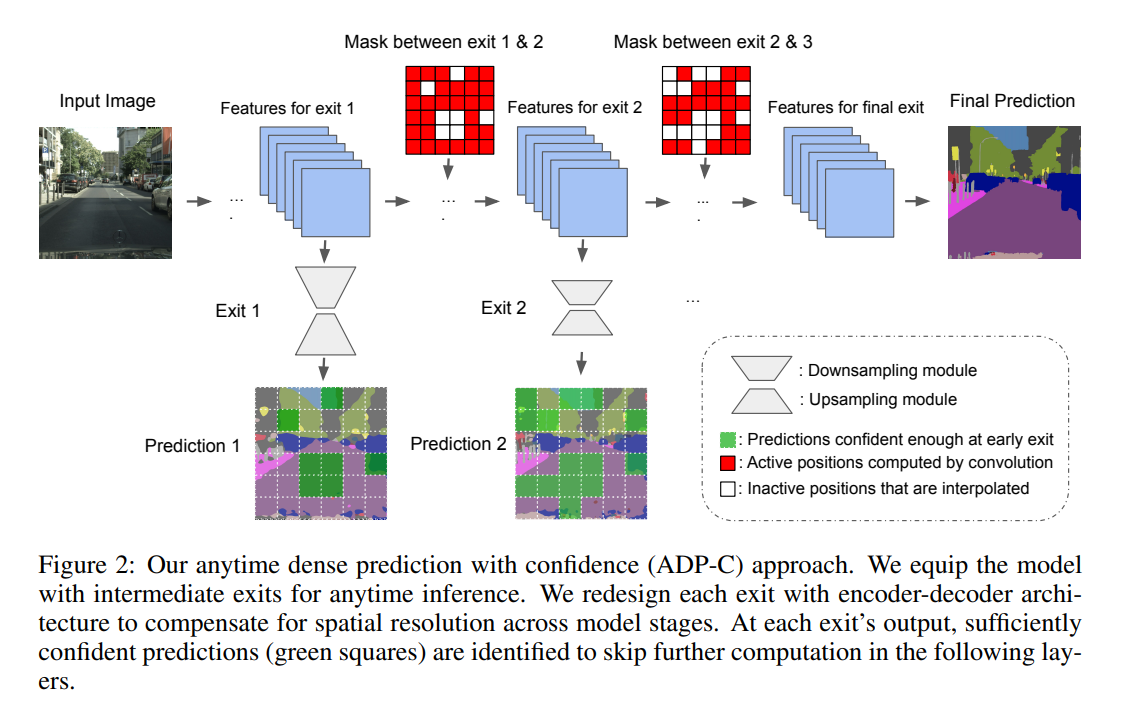 Mask between exit 1 & 2
Mask between exit 2 & 3
Input Image
Features for exit 1
Features for exit 2
Features for final exit
Final Prediction
...
.
...
.
...
.
Exit 1
Exit 2
...
Prediction 1
Prediction 2
: Downsampling module
: Upsampling module
: Predictions confident enough at early exit
: Active positions computed by convolution
: Inactive positions that are interpolated
Figure 2: Our anytime dense prediction with confidence (ADP-C) approach. We equip the model
with intermediate exits for anytime inference. We redesign each exit with encoder-decoder archi-
tecture to compensate for spatial resolution across model stages. At each exit's output, sufficiently
confident predictions (green squares) are identified to skip further computation in the following lay-
ers.